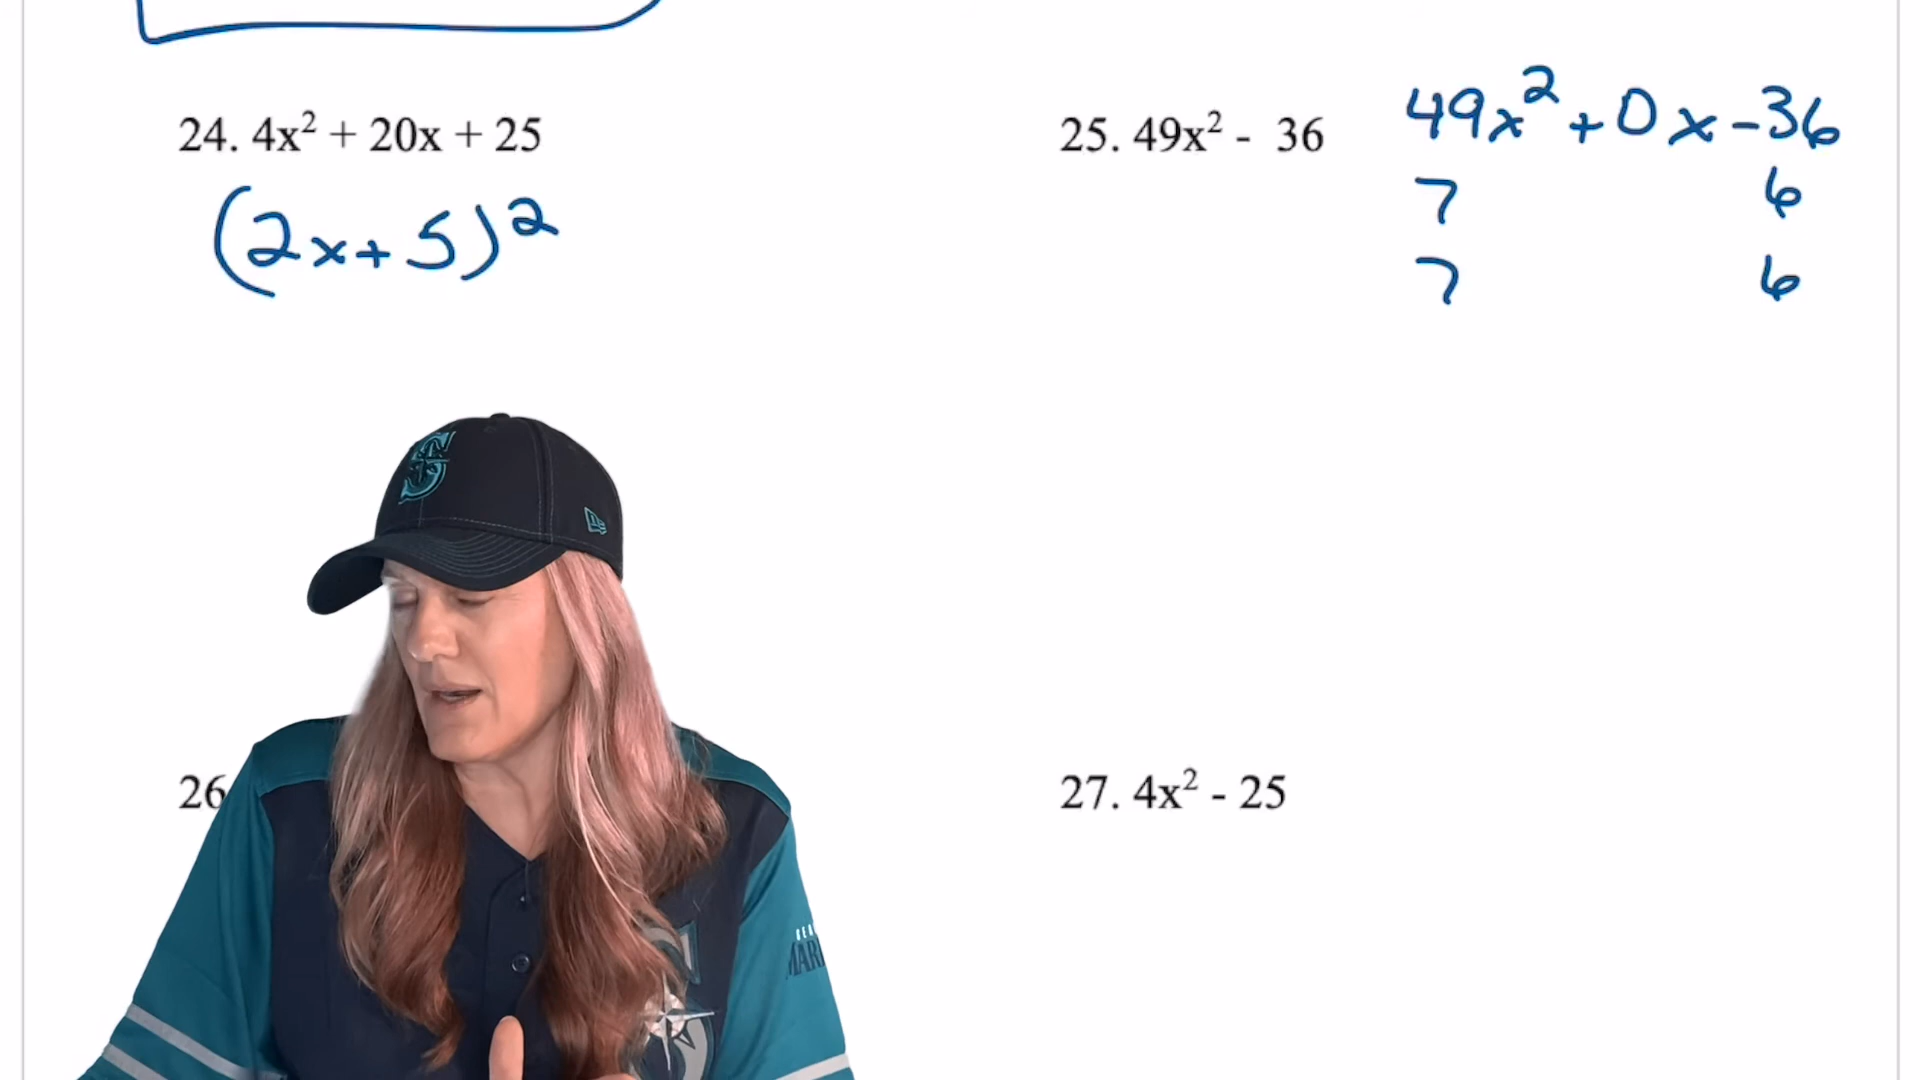 24. 4x² + 20x + 25
(2x+5)²
25. 49x² - 36
49x²+0x-36
7 6
7 6
26
27. 4x² - 25
S